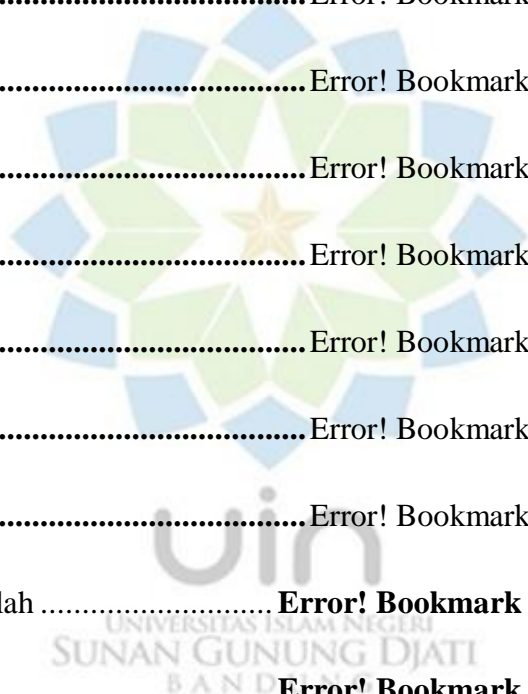 ....................................Error! Bookmark
....................................Error! Bookmark
....................................Error! Bookmark
....................................Error! Bookmark
....................................Error! Bookmark
....................................Error! Bookmark
....................................Error! Bookmark
lah ........................... Error! Bookmark
uin
UNIVERSITAS ISLAM NEGERI
SUNAN GUNUNG DJATI
BANDUNG
Error! Bookmark